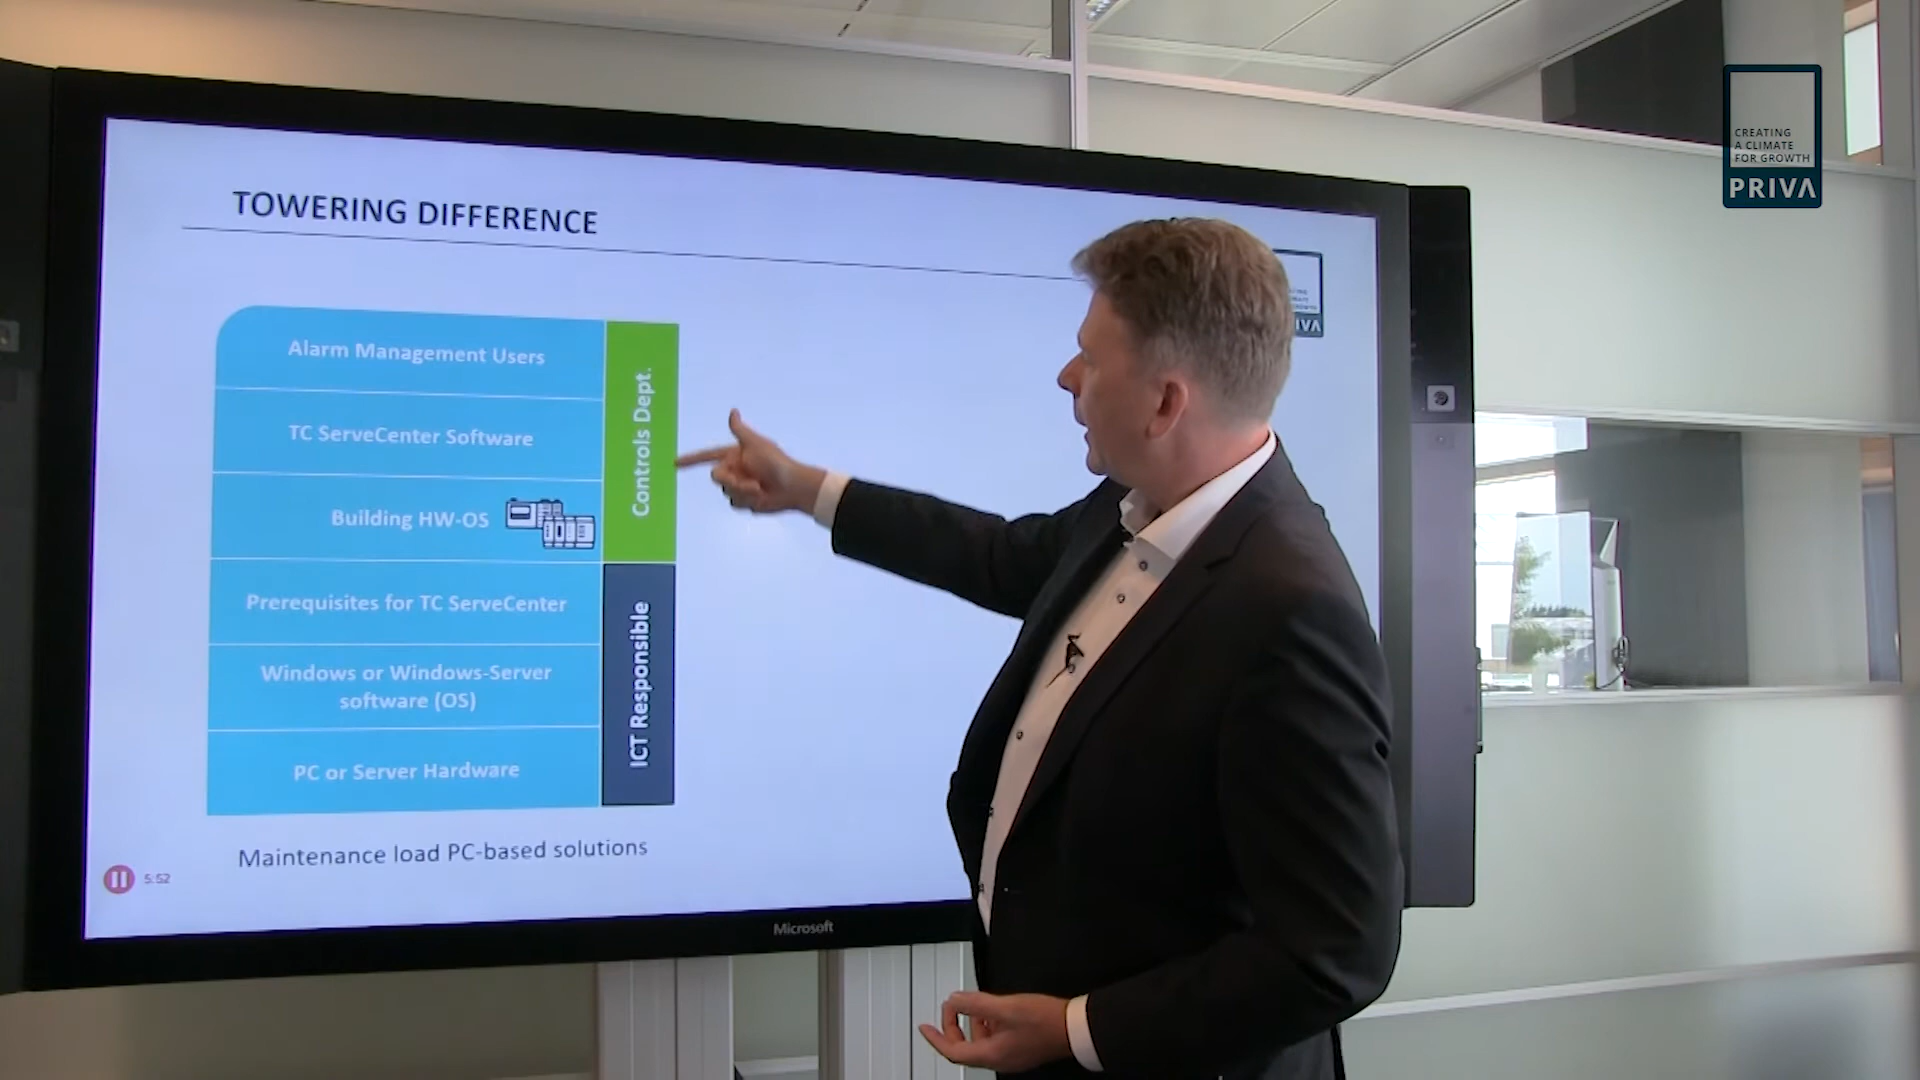 CREATING
A CLIMATE
FOR GROWTH
PRIVA
TOWERING DIFFERENCE
Alarm Management Users
TC ServeCenter Software
Building HW-OS
Prerequisites for TC ServeCenter
Windows or Windows-Server
software (OS)
PC or Server Hardware
Controls Dept.
ICT Responsible
Maintenance load PC-based solutions
5:52
Microsoft